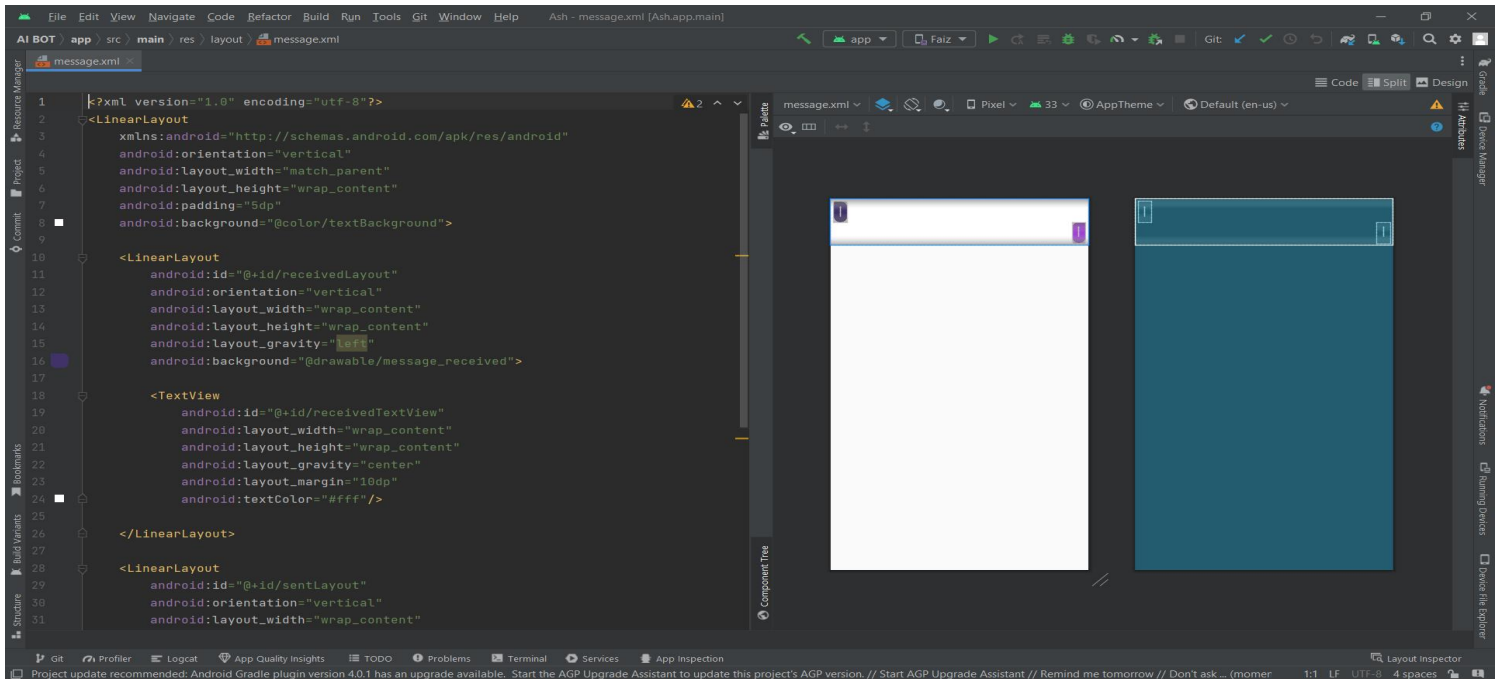 File Edit View Navigate Code Refactor Build Run Tools Git Window Help Ash - message.xml [Ash.app.main]
AI BOT app src main res layout message.xml app Faiz Git:
message.xml
Code Split Design
message.xml Pixel 33 AppTheme Default (en-us)
1 <?xml version="1.0" encoding="utf-8"?> 2
2 <LinearLayout
3 xmlns:android="http://schemas.android.com/apk/res/android"
4 android:orientation="vertical"
5 android:layout_width="match_parent"
6 android:layout_height="wrap_content"
7 android:padding="5dp"
8 android:background="@color/textBackground">
9
10 <LinearLayout
11 android:id="@+id/receivedLayout"
12 android:orientation="vertical"
13 android:layout_width="wrap_content"
14 android:layout_height="wrap_content"
15 android:layout_gravity="left"
16 android:background="@drawable/message_received">
17
18 <TextView
19 android:id="@+id/receivedTextView"
20 android:layout_width="wrap_content"
21 android:layout_height="wrap_content"
22 android:layout_gravity="center"
23 android:layout_margin="10dp"
24 android:textColor="#fff"/>
25
26 </LinearLayout>
27
28 <LinearLayout
29 android:id="@+id/sentLayout"
30 android:orientation="vertical"
31 android:layout_width="wrap_content"
Resource Manager
Project
Commit
Bookmarks
Build Variants
Structure
Palette
Component Tree
Attributes
Gradle
Device Manager
Notifications
Running Devices
Device File Explorer
Git Profiler Logcat App Quality Insights TODO Problems Terminal Services App Inspection Layout Inspector
Project update recommended: Android Gradle plugin version 4.0.1 has an upgrade available. Start the AGP Upgrade Assistant to update this project's AGP version. // Start AGP Upgrade Assistant // Remind me tomorrow // Don't ask ... (momen 1:1 LF UTF-8 4 spaces